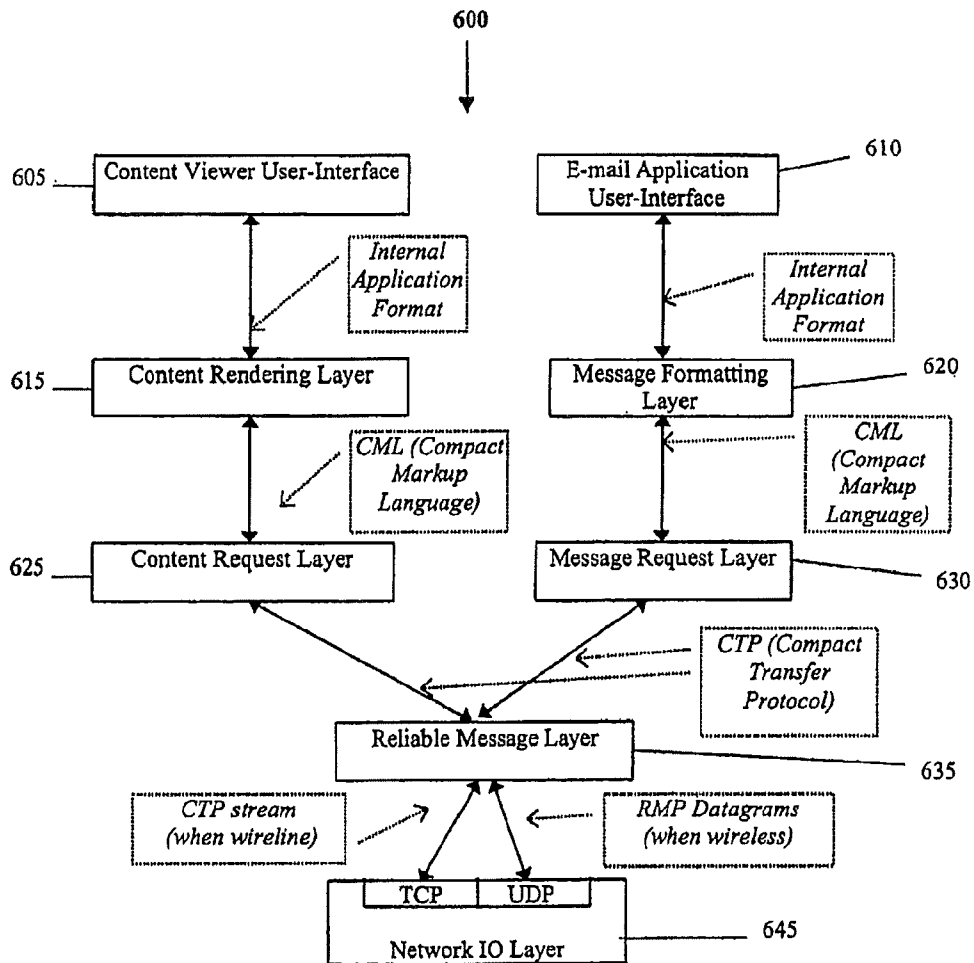 600
605
Content Viewer User-Interface
E-mail Application
User-Interface
610
Internal
Application
Format
Internal
Application
Format
615
Content Rendering Layer
Message Formatting
Layer
620
CML (Compact
Markup
Language)
CML
(Compact
Markup
Language)
625
Content Request Layer
Message Request Layer
630
CTP (Compact
Transfer
Protocol)
Reliable Message Layer
635
CTP stream
(when wireline)
RMP Datagrams
(when wireless)
TCP
UDP
Network IO Layer
645